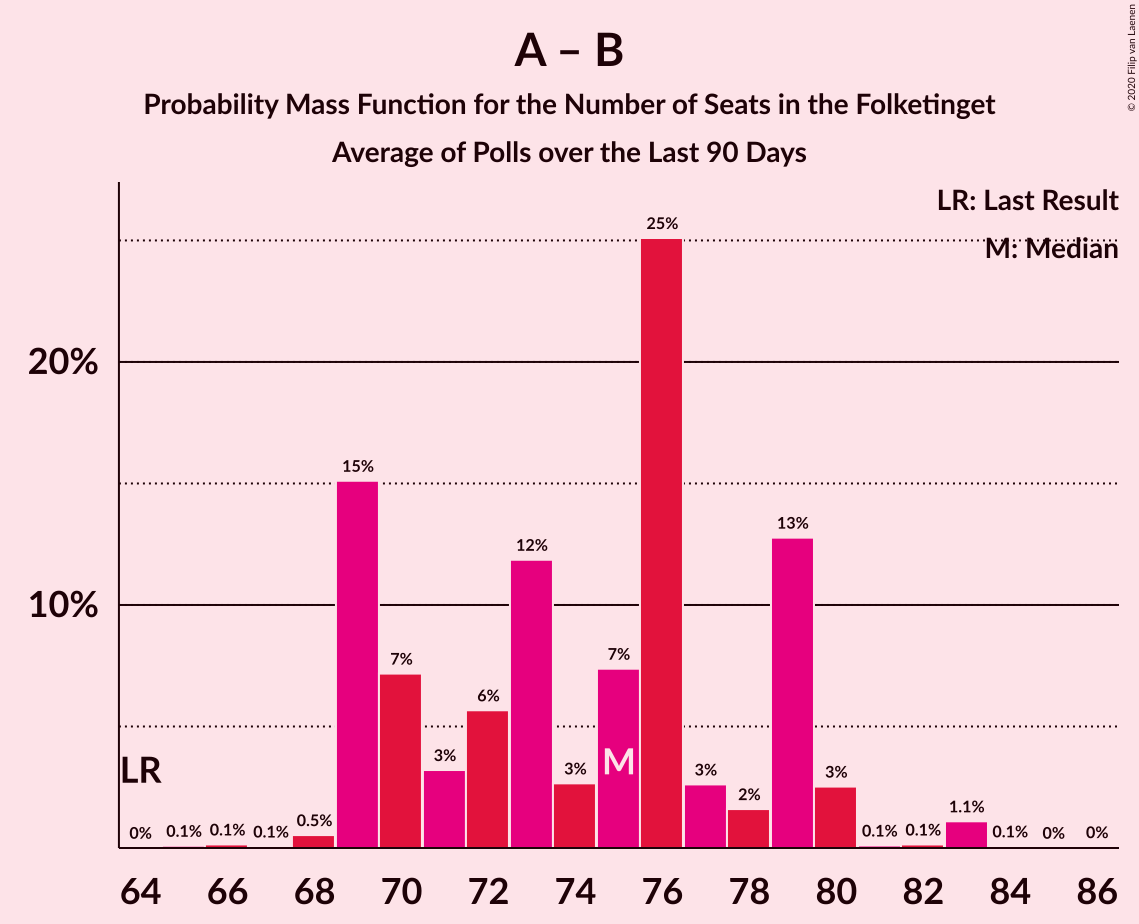 A – B
Probability Mass Function for the Number of Seats in the Folketinget
Average of Polls over the Last 90 Days
© 2020 Filip van Laenen
LR: Last Result
M: Median
20%
10%
LR
M
0%
0.1%
0.1%
0.1%
0.5%
15%
7%
3%
6%
12%
3%
7%
25%
3%
2%
13%
3%
0.1%
0.1%
1.1%
0.1%
0%
0%
64 66 68 70 72 74 76 78 80 82 84 86